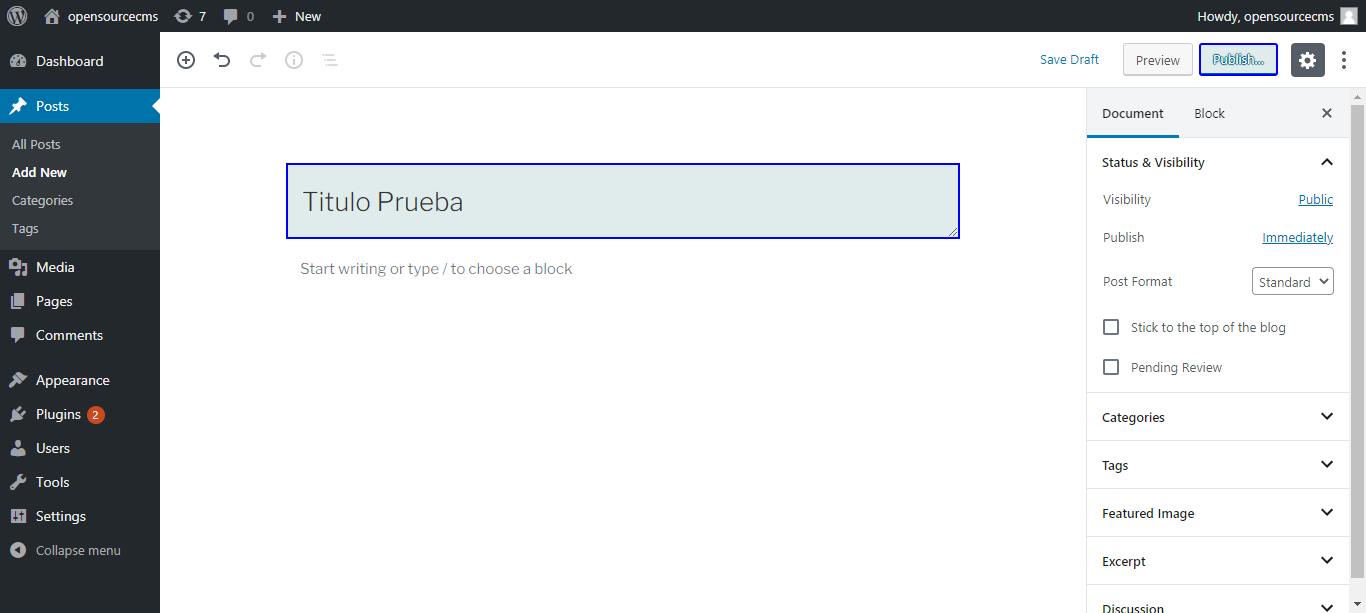 opensourcecms 7 0 New Howdy, opensourcecms
Dashboard
Posts
All Posts
Add New
Categories
Tags
Media
Pages
Comments
Appearance
Plugins 2
Users
Tools
Settings
Collapse menu
Save Draft Preview Publish...
Titulo Prueba
Start writing or type / to choose a block
Document Block
Status & Visibility
Visibility Public
Publish Immediately
Post Format Standard
Stick to the top of the blog
Pending Review
Categories
Tags
Featured Image
Excerpt
Discussion